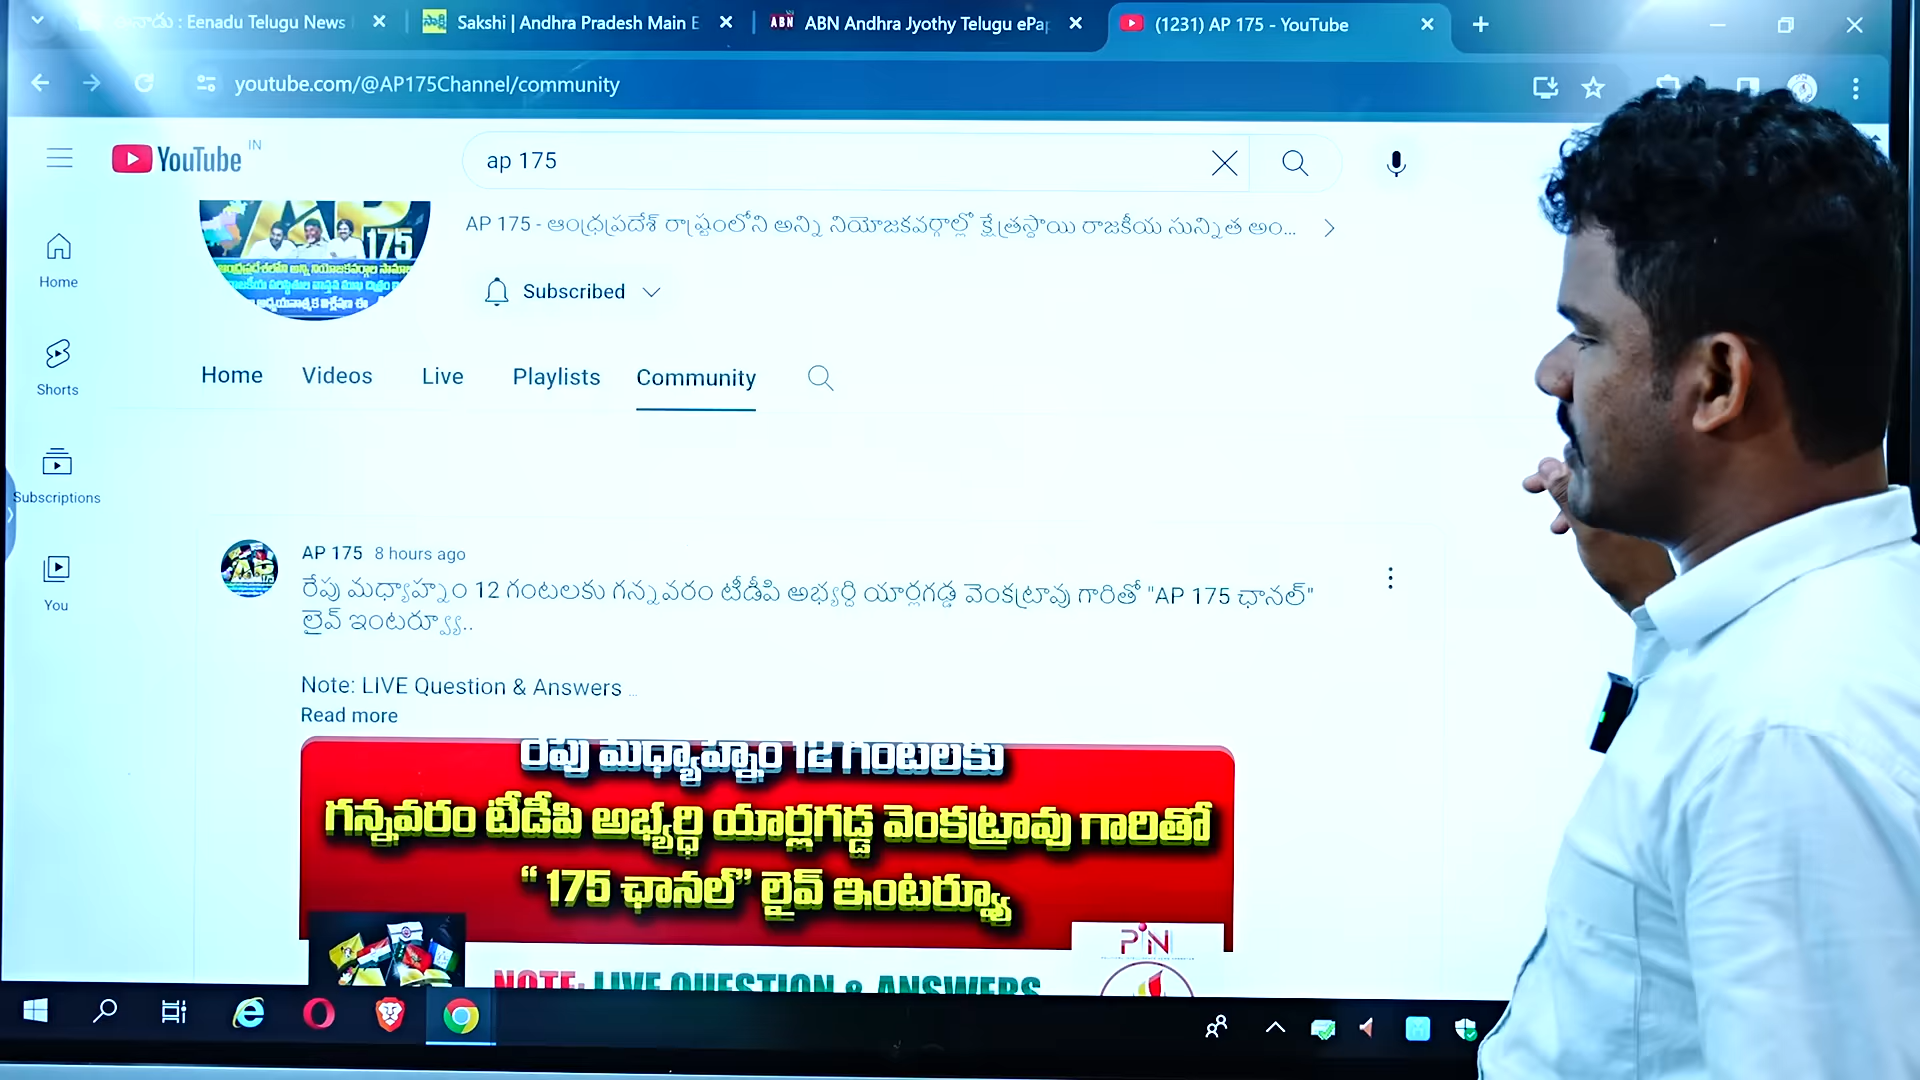 : Eenadu Telugu News
Sakshi | Andhra Pradesh Main E
ABN
ABN Andhra Jyothy Telugu ePap
(1231) AP 175 - YouTube
youtube.com/@AP175Channel/community
YouTube IN
ap 175
175
AP 175 - ఆంధ్రప్రదేశ్ రాష్ట్రంలోని అన్ని నియోజకవర్గాల్లో క్షేత్రస్థాయి రాజకీయ సున్నిత అం...
Subscribed
Home
Shorts
Subscriptions
You
Home Videos Live Playlists Community
AP 175 8 hours ago
రేపు మధ్యాహ్నం 12 గంటలకు గన్నవరం టీడీపి అభ్యర్ధి యార్లగడ్డ వెంకట్రావు గారితో "AP 175 ఛానల్"
లైవ్ ఇంటర్వ్యూ..
Note: LIVE Question & Answers ...
Read more
రేపు మధ్యాహ్నం 12 గంటలకు
గన్నవరం టీడీపి అభ్యర్ధి యార్లగడ్డ వెంకట్రావు గారితో
“ 175 ఛానల్” లైవ్ ఇంటర్వ్యూ
PIN
NOTE: LIVE QUESTION & ANSWERS